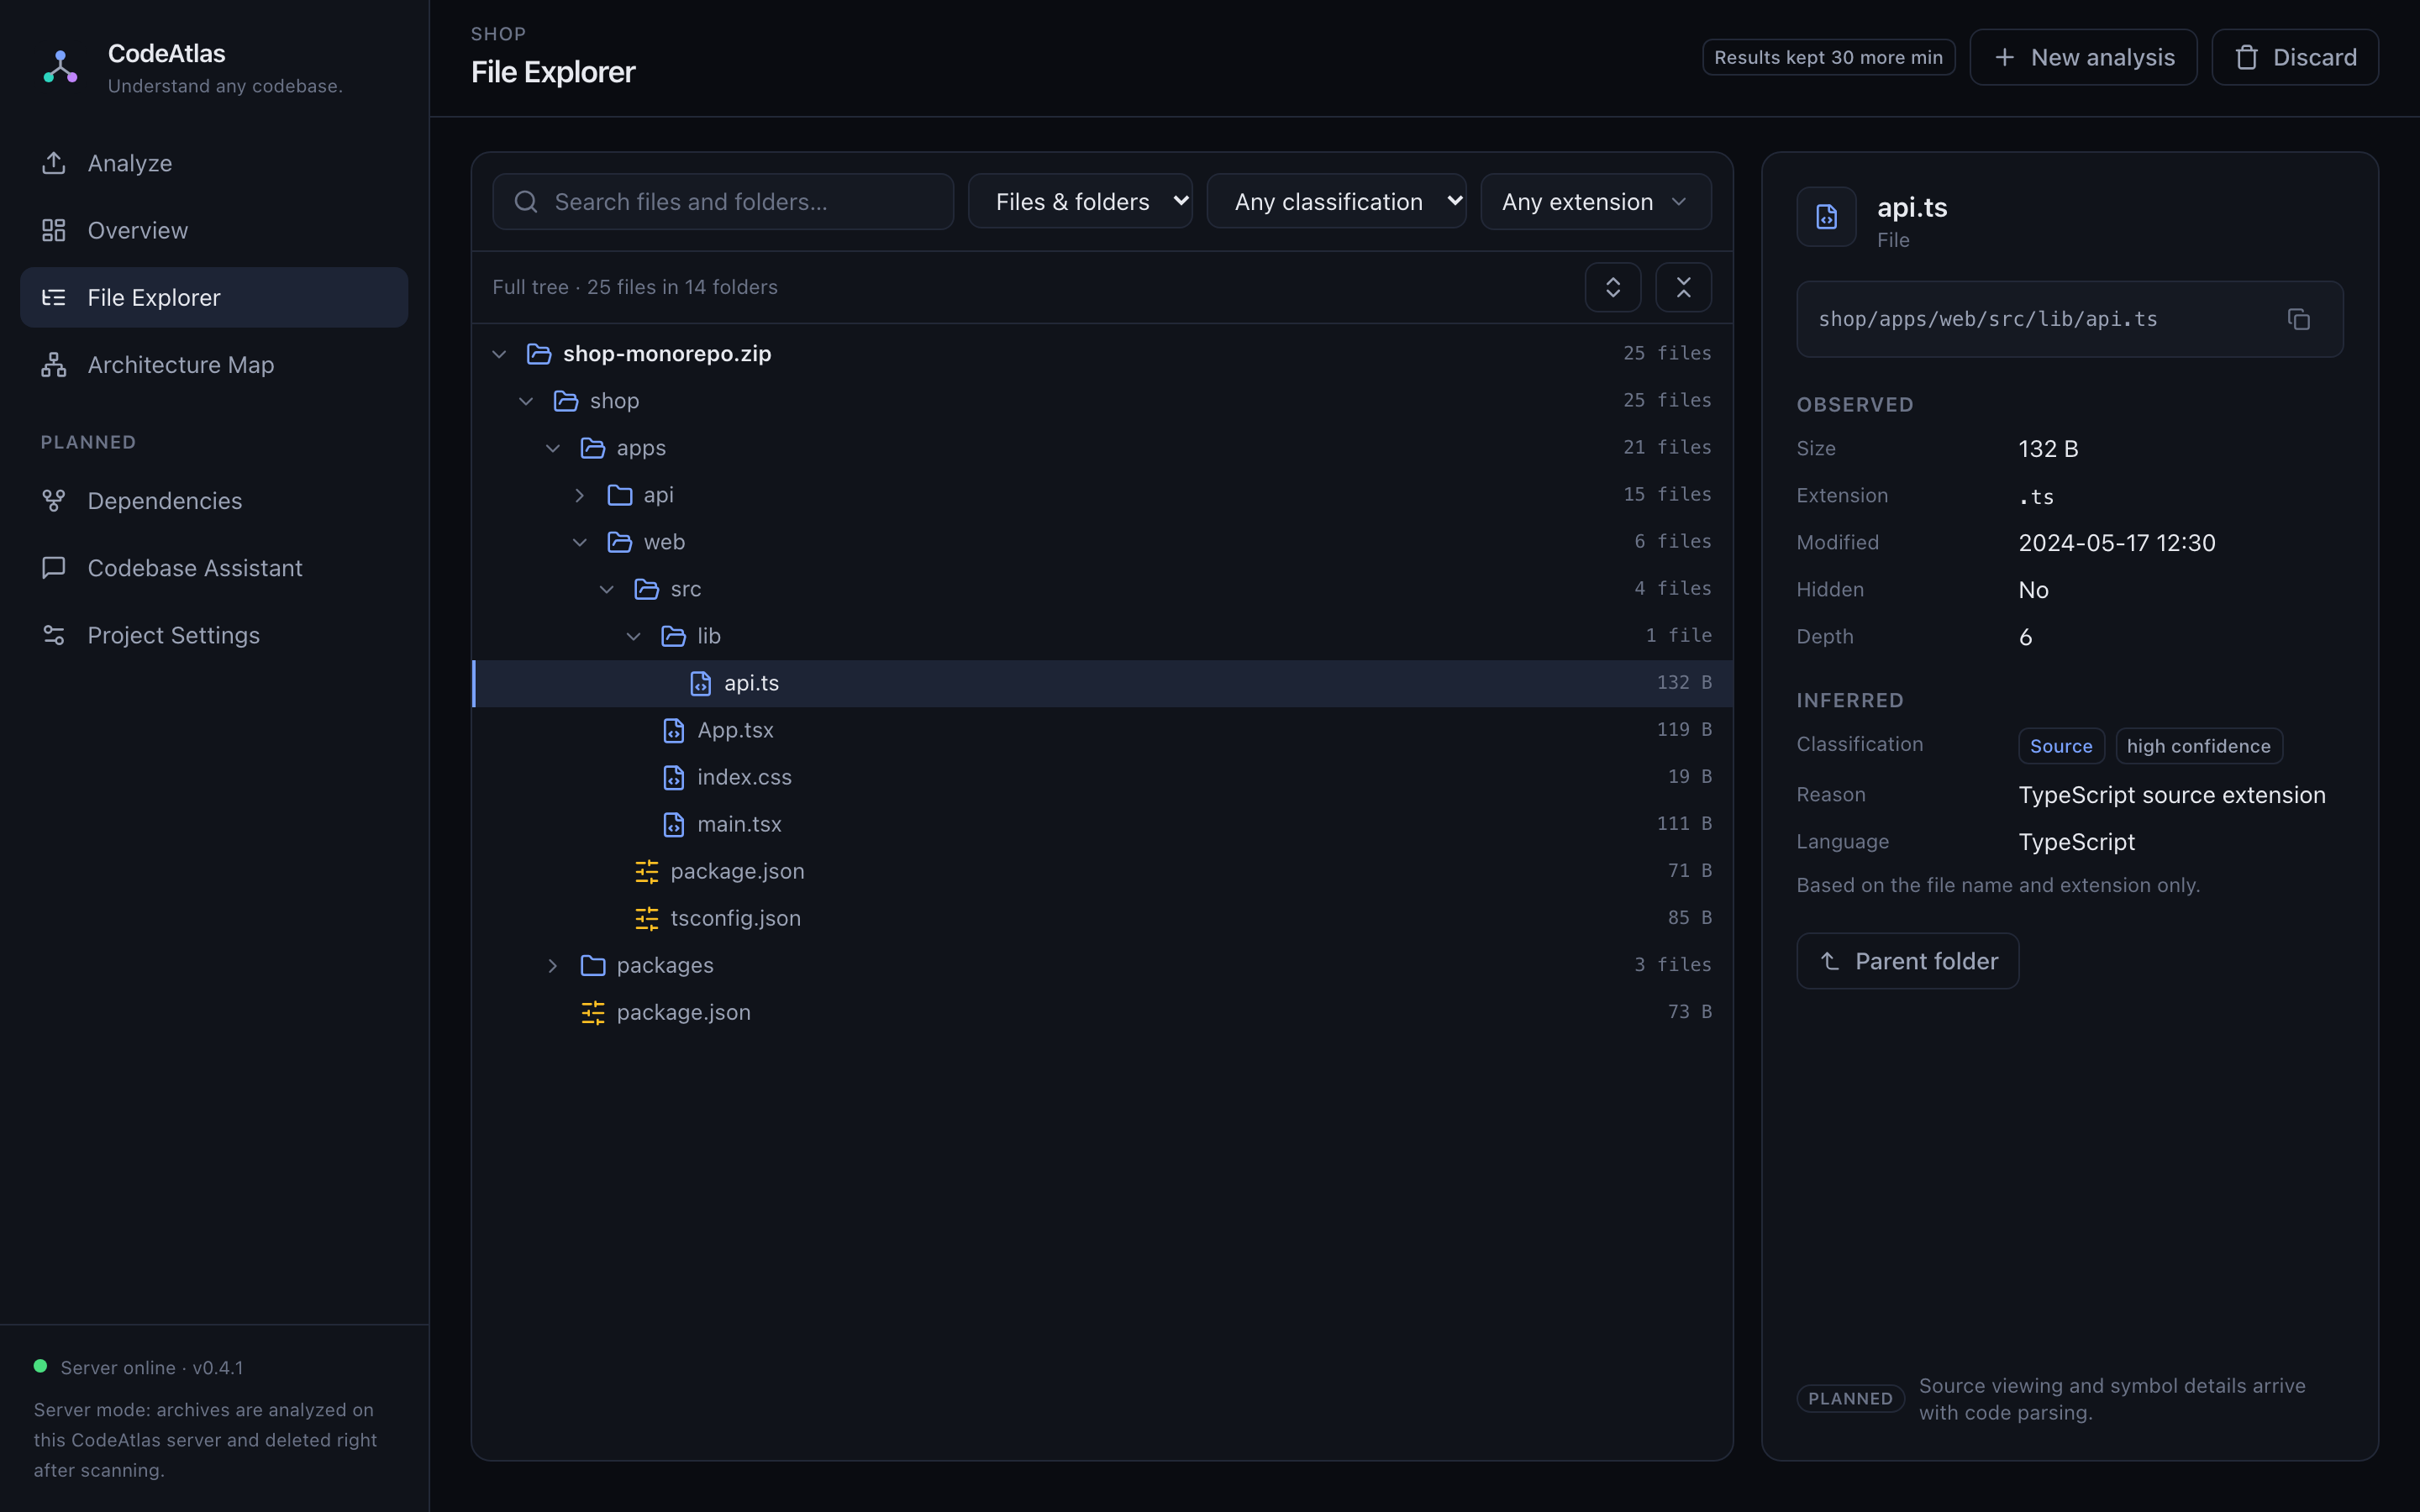 CodeAtlas
Understand any codebase.
Analyze
Overview
File Explorer
Architecture Map
PLANNED
Dependencies
Codebase Assistant
Project Settings
Server online · v0.4.1
Server mode: archives are analyzed on
this CodeAtlas server and deleted right
after scanning.
SHOP
File Explorer
Results kept 30 more min
New analysis
Discard
Search files and folders...
Files & folders
Any classification
Any extension
Full tree · 25 files in 14 folders
shop-monorepo.zip 25 files
shop 25 files
apps 21 files
api 15 files
web 6 files
src 4 files
lib 1 file
api.ts 132 B
App.tsx 119 B
index.css 19 B
main.tsx 111 B
package.json 71 B
tsconfig.json 85 B
packages 3 files
package.json 73 B
api.ts
File
shop/apps/web/src/lib/api.ts
OBSERVED
Size 132 B
Extension .ts
Modified 2024-05-17 12:30
Hidden No
Depth 6
INFERRED
Classification Source high confidence
Reason TypeScript source extension
Language TypeScript
Based on the file name and extension only.
Parent folder
PLANNED
Source viewing and symbol details arrive
with code parsing.